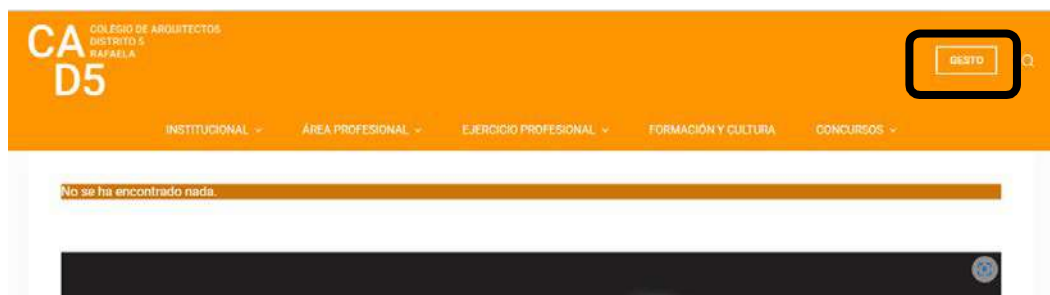 COLEGIO DE ARQUITECTOS
DISTRITO 5
RAFAELA
CA
D5
GESTO
INSTITUCIONAL
ÁREA PROFESIONAL
EJERCICIO PROFESIONAL
FORMACIÓN Y CULTURA
CONCURSOS
No se ha encontrado nada.